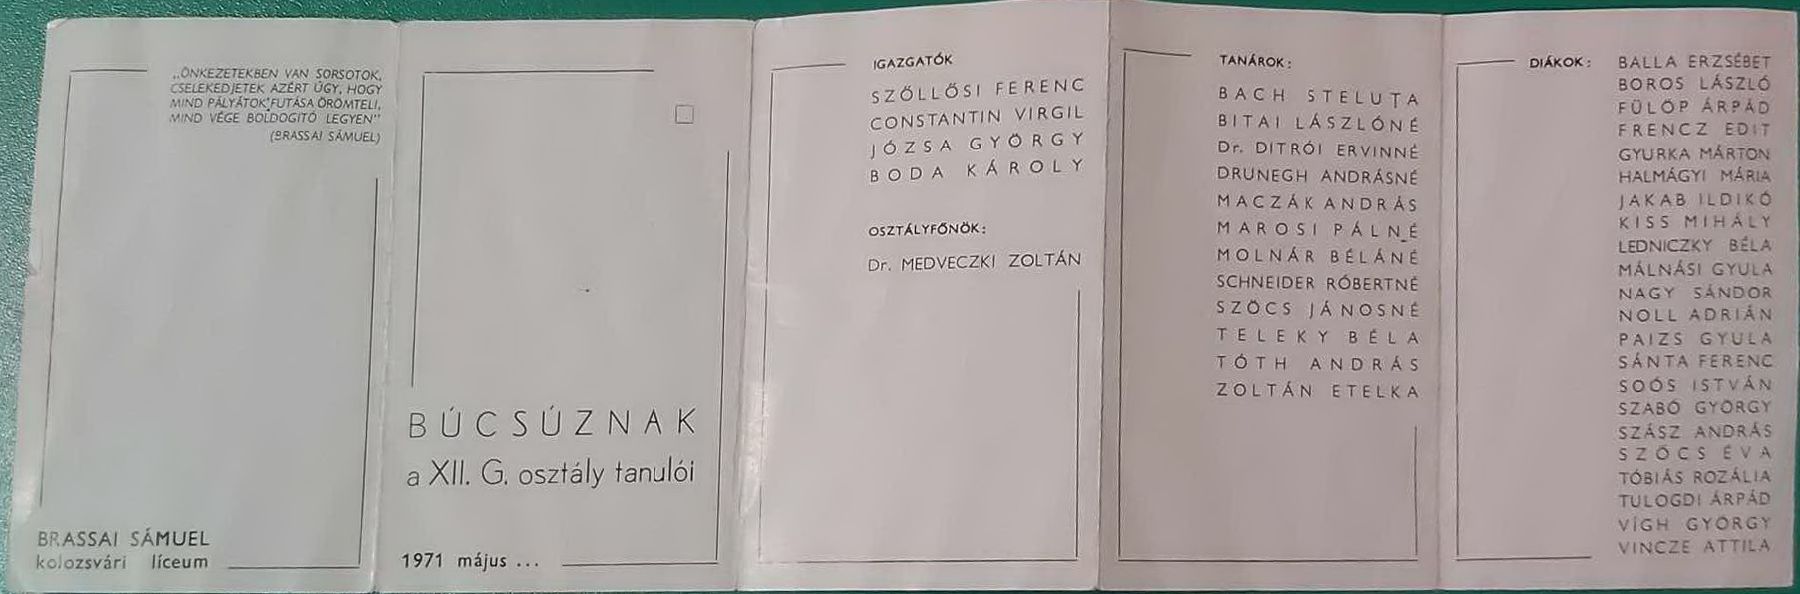 „ÖNKEZETEKBEN VAN SORSOTOK,
CSELEKEDJETEK AZÉRT ÚGY, HOGY
MIND PÁLYÁTOK FUTÁSA ÖRÖMTELI,
MIND VÉGE BOLDOGITÓ LEGYEN"
(BRASSAI SÁMUEL)
BRASSAI SÁMUEL
kolozsvári líceum
BÚCSÚZNAK
a XII. G. osztály tanulói
1971 május ...
IGAZGATÓK
SZŐLLŐSI FERENC
CONSTANTIN VIRGIL
JÓZSA GYÖRGY
BODA KÁROLY
OSZTÁLYFŐNÖK:
Dr. MEDVECZKI ZOLTÁN
TANÁROK:
BACH STELUȚA
BITAI LÁSZLÓNÉ
Dr. DITRÓI ERVINNÉ
DRUNEGH ANDRÁSNÉ
MACZÁK ANDRÁS
MAROSI PÁLNÉ
MOLNÁR BÉLÁNÉ
SCHNEIDER RÓBERTNÉ
SZŐCS JÁNOSNÉ
TELEKY BÉLA
TÓTH ANDRÁS
ZOLTÁN ETELKA
DIÁKOK:
BALLA ERZSÉBET
BOROS LÁSZLÓ
FÜLÖP ÁRPÁD
FRENCZ EDIT
GYURKA MÁRTON
HALMÁGYI MÁRIA
JAKAB ILDIKÓ
KISS MIHÁLY
LEDNICZKY BÉLA
MÁLNÁSI GYULA
NAGY SÁNDOR
NOLL ADRIÁN
PAIZS GYULA
SÁNTA FERENC
SOÓS ISTVÁN
SZABÓ GYÖRGY
SZÁSZ ANDRÁS
SZŐCS ÉVA
TÓBIÁS ROZÁLIA
TULOGDI ÁRPÁD
VÍGH GYÖRGY
VINCZE ATTILA